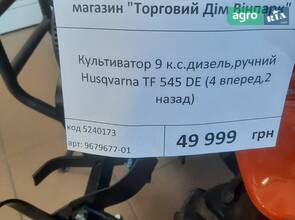 магазин "Торговий Дім Вінпарк"
agro RIA
Культиватор 9 к.с.дизель,ручний
Husqvarna TF 545 DE (4 вперед,2
назад)
код 5240173
49 999 грн
арт: 9679677-01